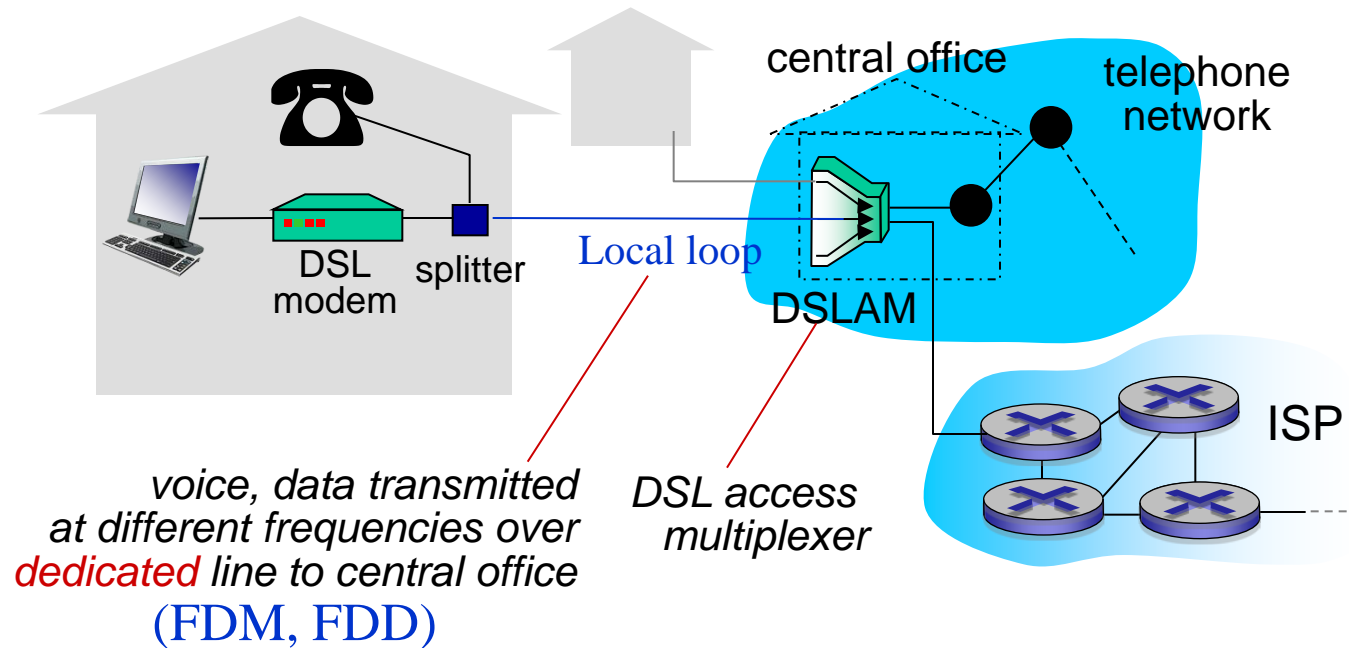 central office
telephone
network
DSL
modem
splitter
Local loop
DSLAM
ISP
voice, data transmitted
at different frequencies over
dedicated line to central office
(FDM, FDD)
DSL access
multiplexer